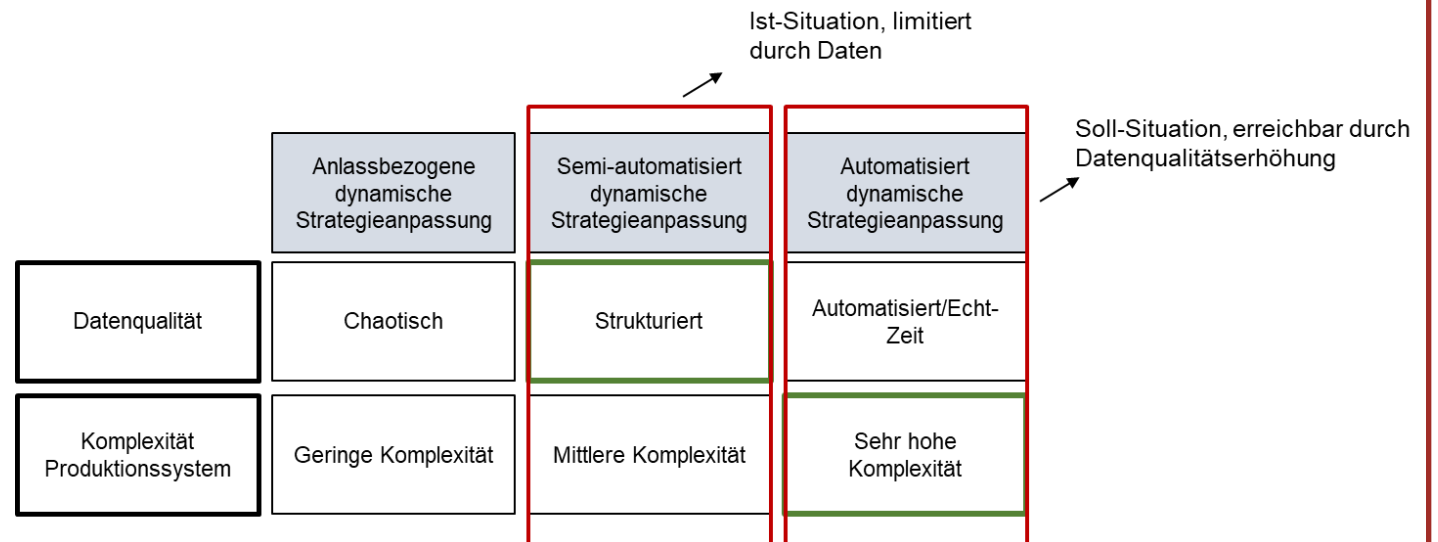 Ist-Situation, limitiert
durch Daten
Soll-Situation, erreichbar durch
Datenqualitätserhöhung
Anlassbezogene
dynamische
Strategieanpassung
Semi-automatisiert
dynamische
Strategieanpassung
Automatisiert
dynamische
Strategieanpassung
Datenqualität
Chaotisch
Strukturiert
Automatisiert/Echt-
Zeit
Komplexität
Produktionssystem
Geringe Komplexität
Mittlere Komplexität
Sehr hohe
Komplexität